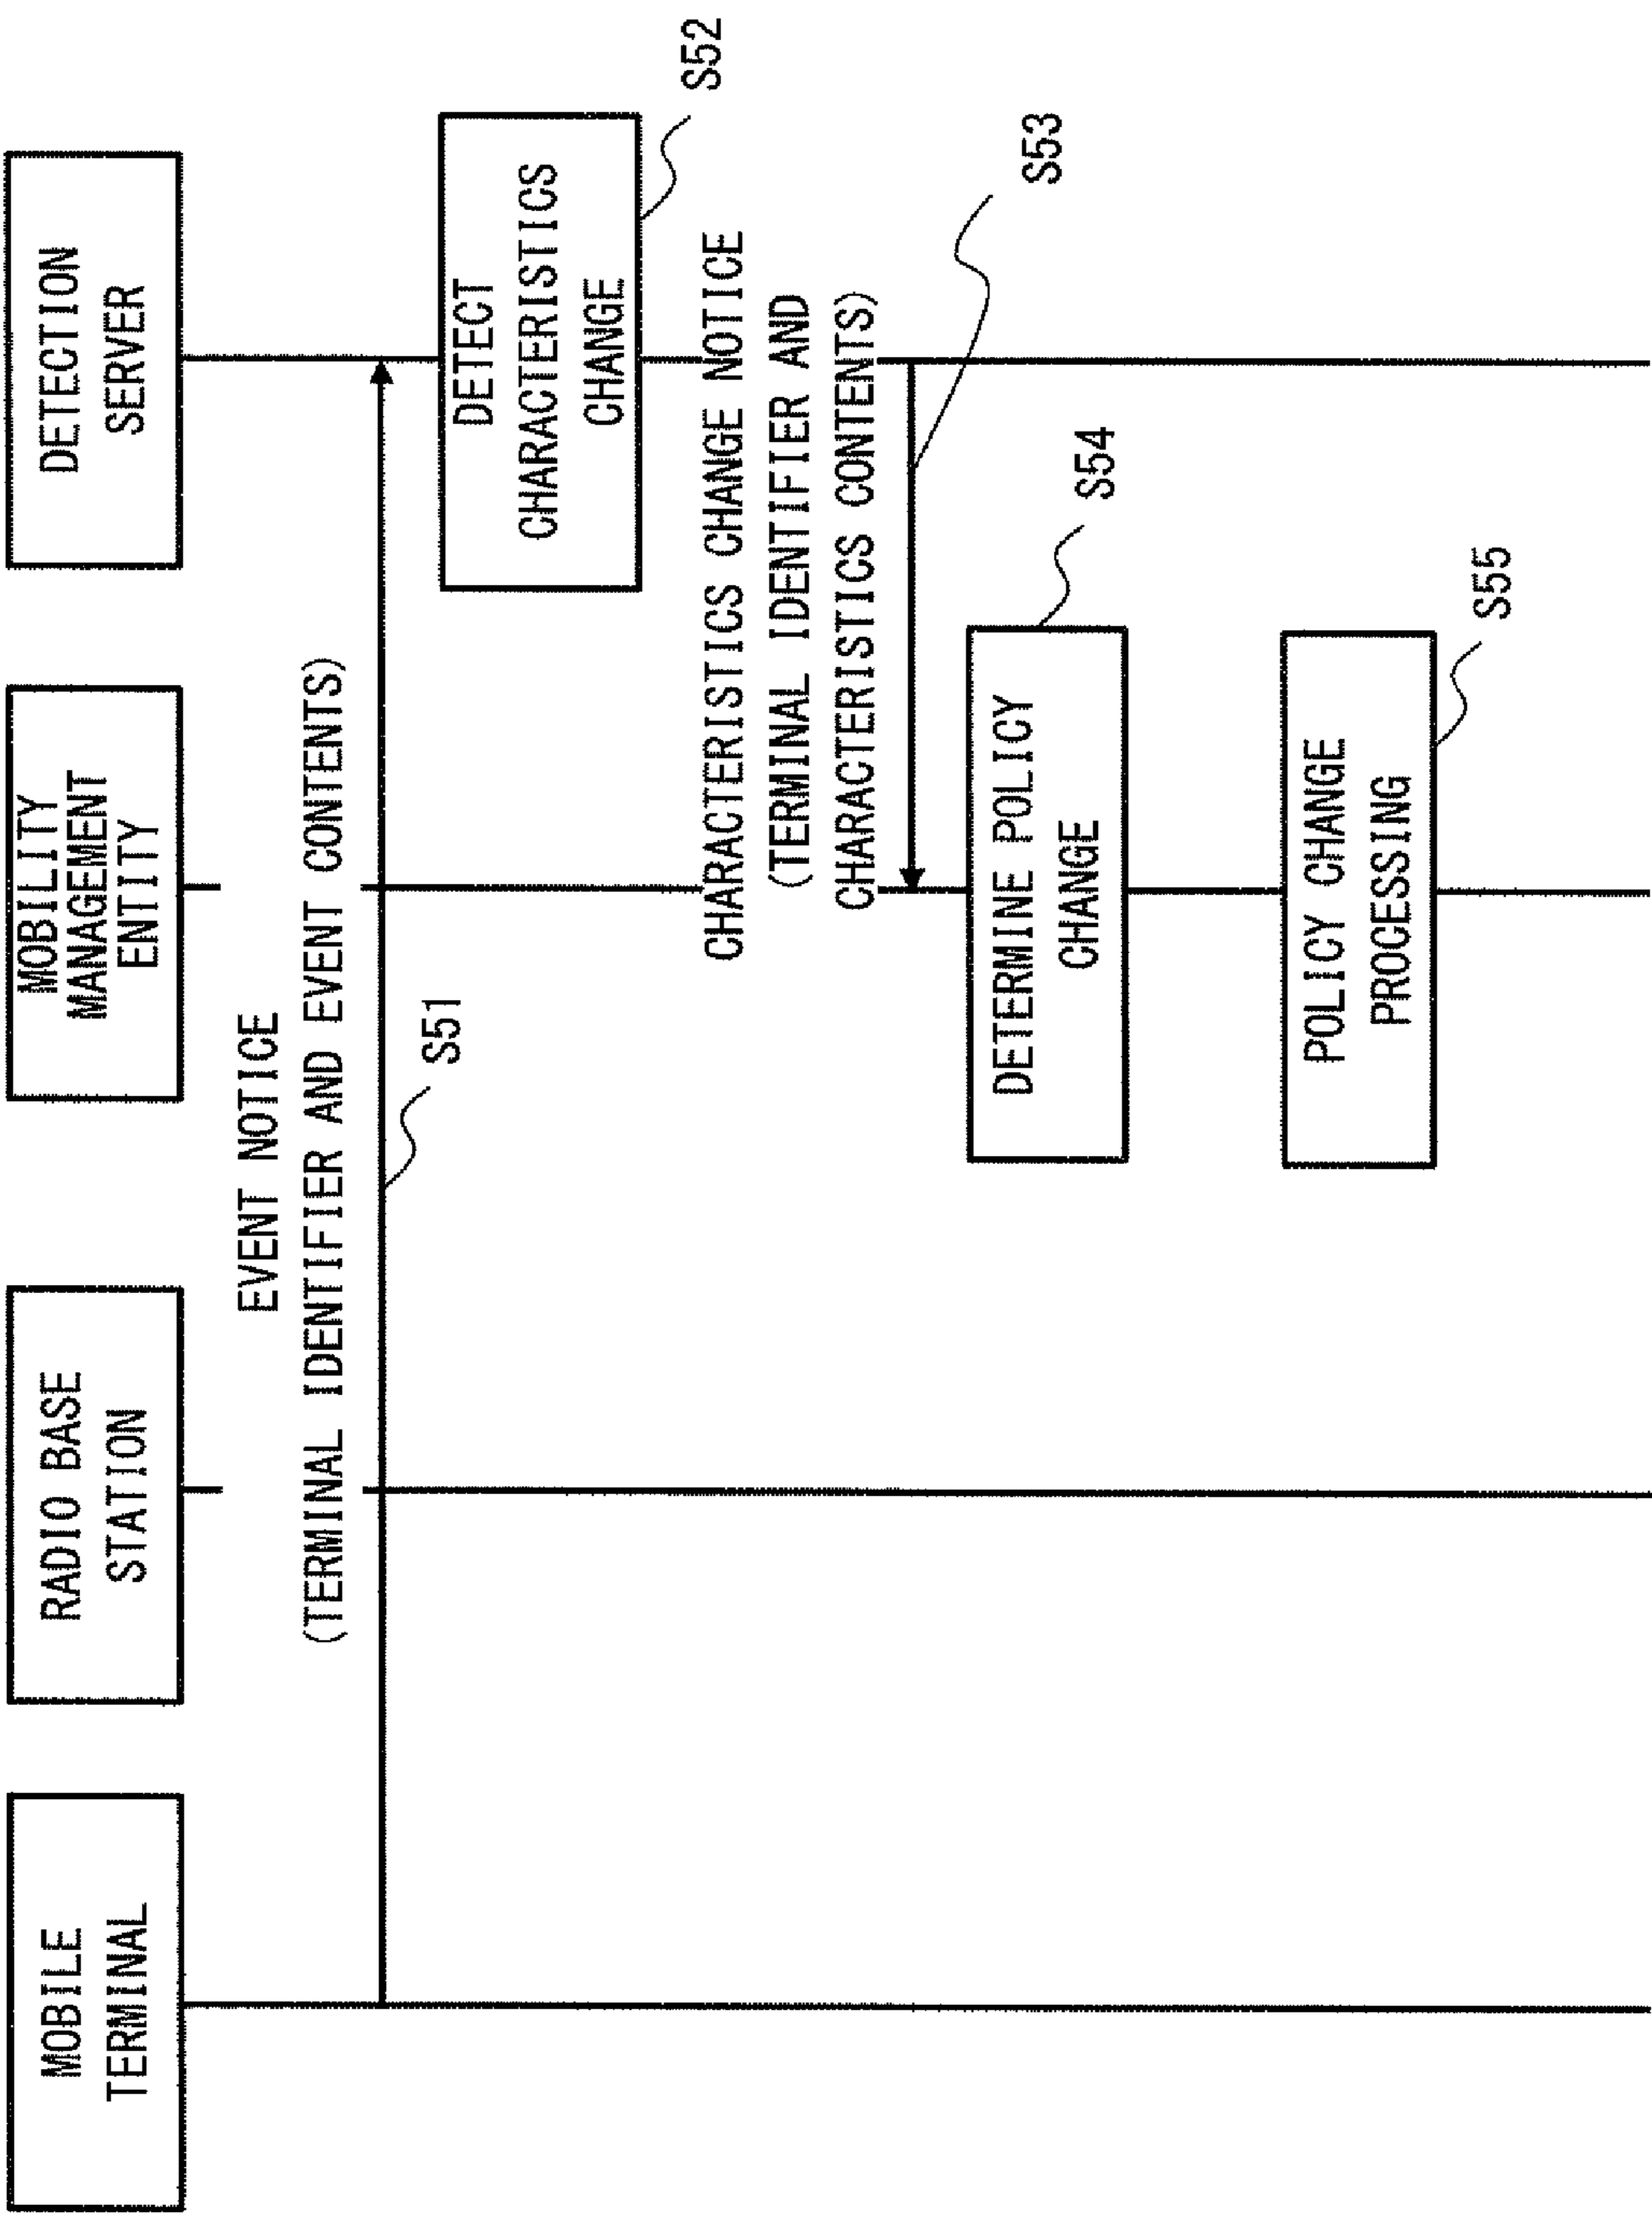 MOBILE
TERMINAL
RADIO BASE
STATION
MOBILITY
MANAGEMENT
ENTITY
DETECTION
SERVER
EVENT NOTICE
(TERMINAL IDENTIFIER AND EVENT CONTENTS)
S51
DETECT
CHARACTERISTICS
CHANGE
S52
CHARACTERISTICS CHANGE NOTICE
(TERMINAL IDENTIFIER AND
CHARACTERISTICS CONTENTS)
S53
DETERMINE POLICY
CHANGE
S54
POLICY CHANGE
PROCESSING
S55